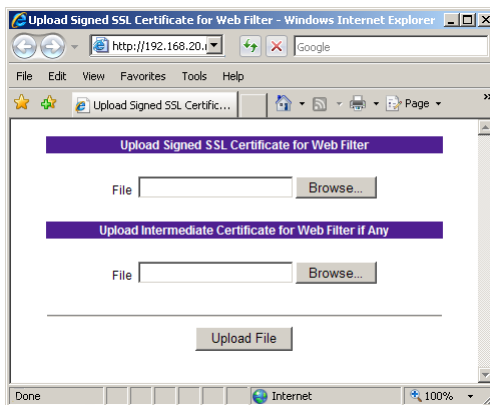 Upload Signed SSL Certificate for Web Filter - Windows Internet Explorer
http://192.168.20.
Google
File Edit View Favorites Tools Help
Upload Signed SSL Certific...
Page
Upload Signed SSL Certificate for Web Filter
File Browse...
Upload Intermediate Certificate for Web Filter if Any
File Browse...
Upload File
Done Internet 100%